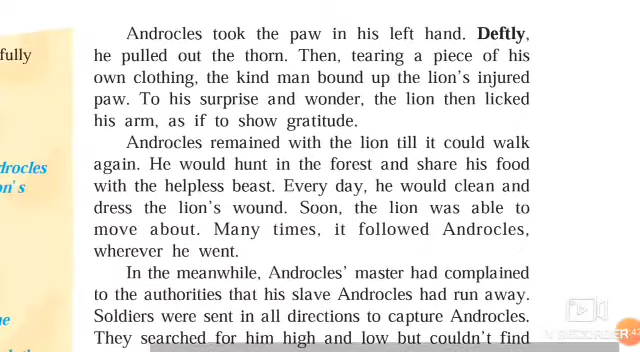 Androcles took the paw in his left hand. Deftly,
fully
he pulled out the thorn. Then, tearing a piece of his
own clothing, the kind man bound up the lion's injured
paw. To his surprise and wonder, the lion then licked
his arm, as if to show gratitude.
Androcles remained with the lion till it could walk
drocles
again. He would hunt in the forest and share his food
on's
with the helpless beast. Every day, he would clean and
dress the lion's wound. Soon, the lion was able to
move about. Many times, it followed Androcles,
wherever he went.
In the meanwhile, Androcles' master had complained
to the authorities that his slave Androcles had run away.
Soldiers were sent in all directions to capture Androcles.
They searched for him high and low but couldn't find